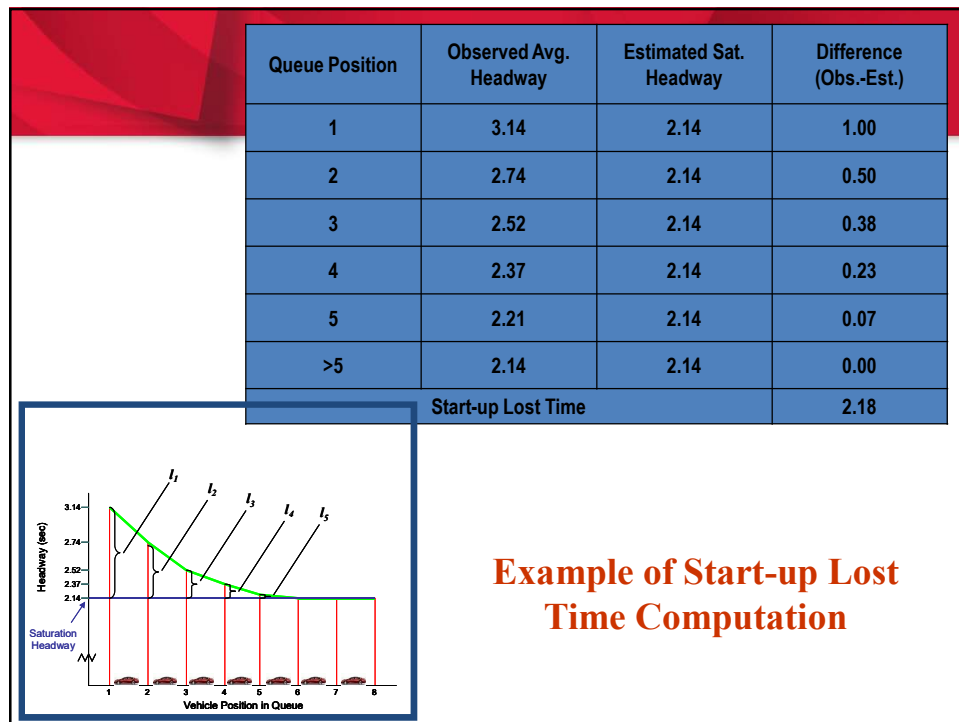 Queue Position Observed Avg. Headway Estimated Sat. Headway Difference (Obs.-Est.)
1 3.14 2.14 1.00
2 2.74 2.14 0.50
3 2.52 2.14 0.38
4 2.37 2.14 0.23
5 2.21 2.14 0.07
>5 2.14 2.14 0.00
Start-up Lost Time 2.18
l1 l2 l3 l4 l5
Headway (sec)
3.14
2.74
2.52
2.37
2.14
Saturation
Headway
1 2 3 4 5 6 7 8
Vehicle Position in Queue
Example of Start-up Lost
Time Computation